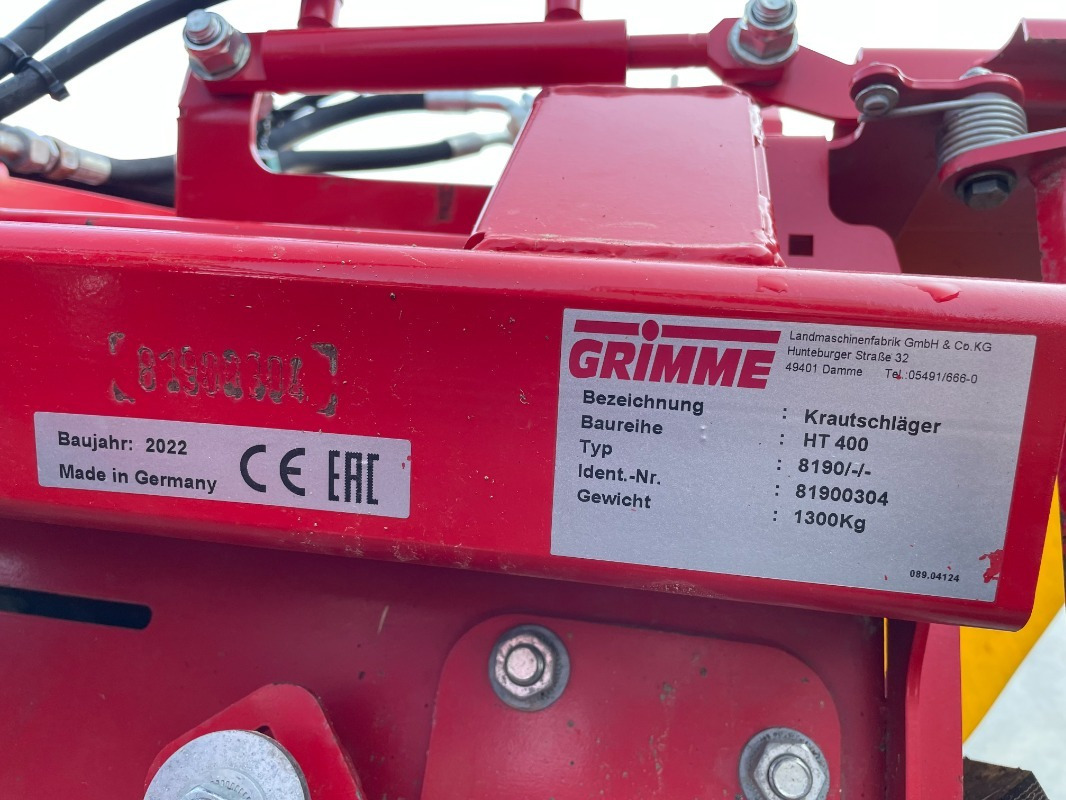 81900304
Baujahr: 2022
Made in Germany
CE EAC
GRIMME
Landmaschinenfabrik GmbH & Co.KG
Hunteburger Straße 32
49401 Damme Tel.:05491/666-0
Bezeichnung : Krautschläger
Baureihe : HT 400
Typ : 8190/-/-
Ident.-Nr. : 81900304
Gewicht : 1300Kg
089.04124